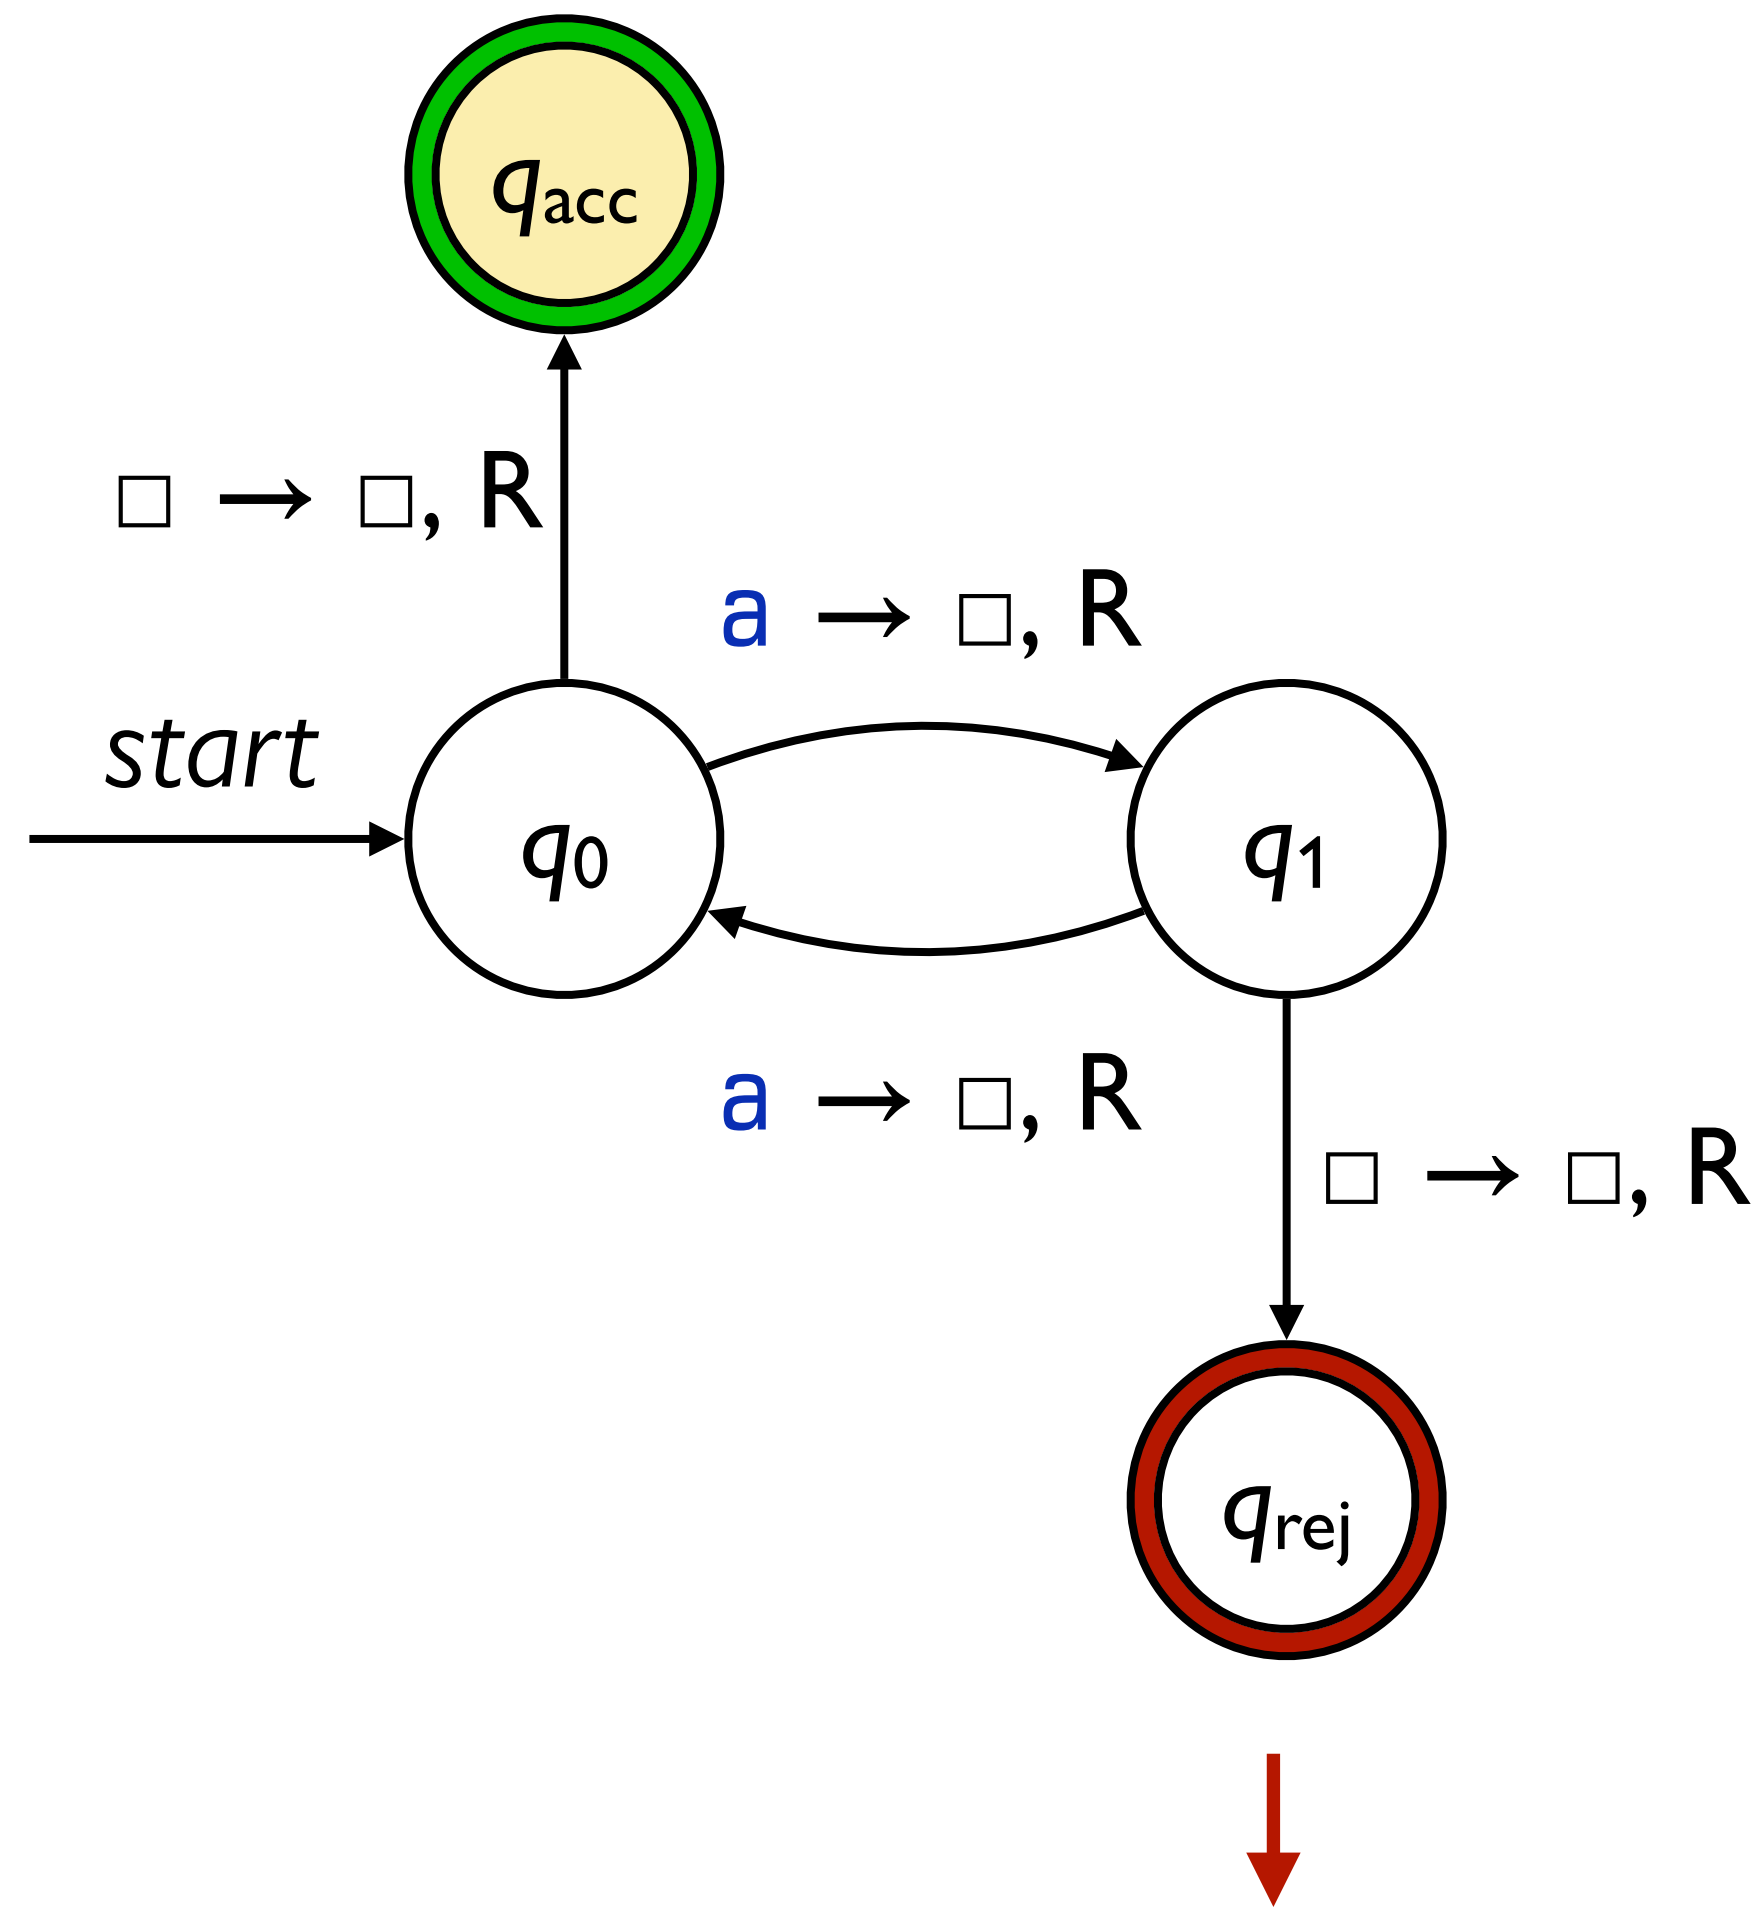 qacc
□ → □, R
a → □, R
start
q0
q1
a → □, R
□ → □, R
qrej